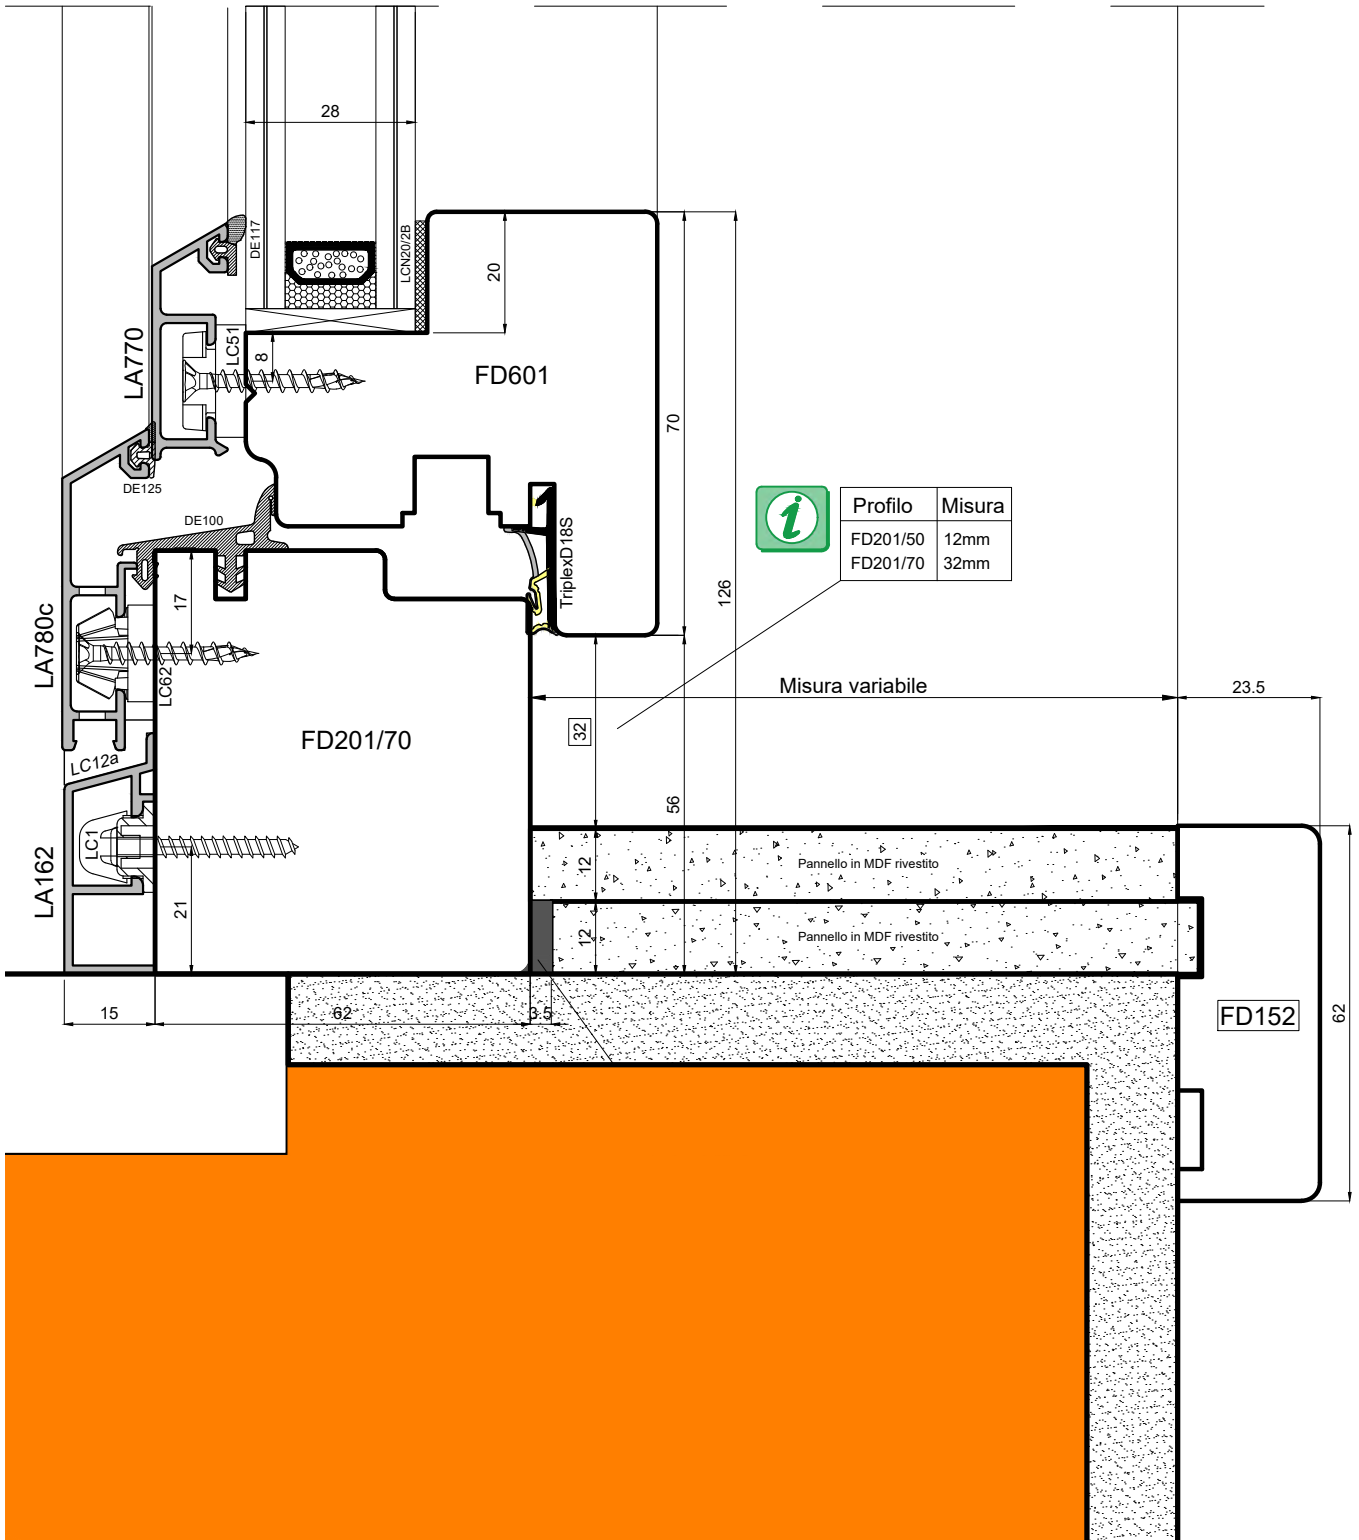 28
DE117
LCN20/2B
20
LA770
LC51
8
FD601
70
DE125
DE100
TriplexD18S
Profilo Misura
FD201/50 12mm
FD201/70 32mm
126
17
LA780c
LC62
Misura variabile
23.5
32
FD201/70
LC12a
56
LA162
LC1
12
Pannello in MDF rivestito
21
12
Pannello in MDF rivestito
15
62
3.5
FD152
62